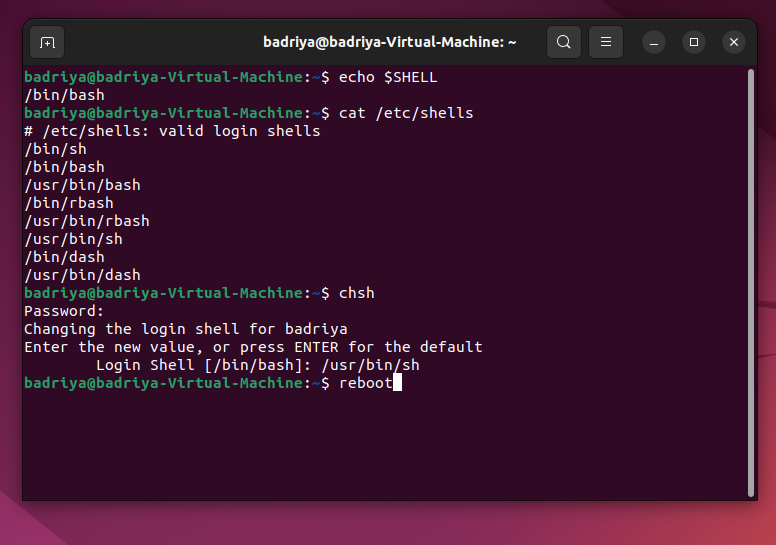 badriya@badriya-Virtual-Machine: ~
badriya@badriya-Virtual-Machine:~$ echo $SHELL
/bin/bash
badriya@badriya-Virtual-Machine:~$ cat /etc/shells
# /etc/shells: valid login shells
/bin/sh
/bin/bash
/usr/bin/bash
/bin/rbash
/usr/bin/rbash
/usr/bin/sh
/bin/dash
/usr/bin/dash
badriya@badriya-Virtual-Machine:~$ chsh
Password:
Changing the login shell for badriya
Enter the new value, or press ENTER for the default
        Login Shell [/bin/bash]: /usr/bin/sh
badriya@badriya-Virtual-Machine:~$ reboot